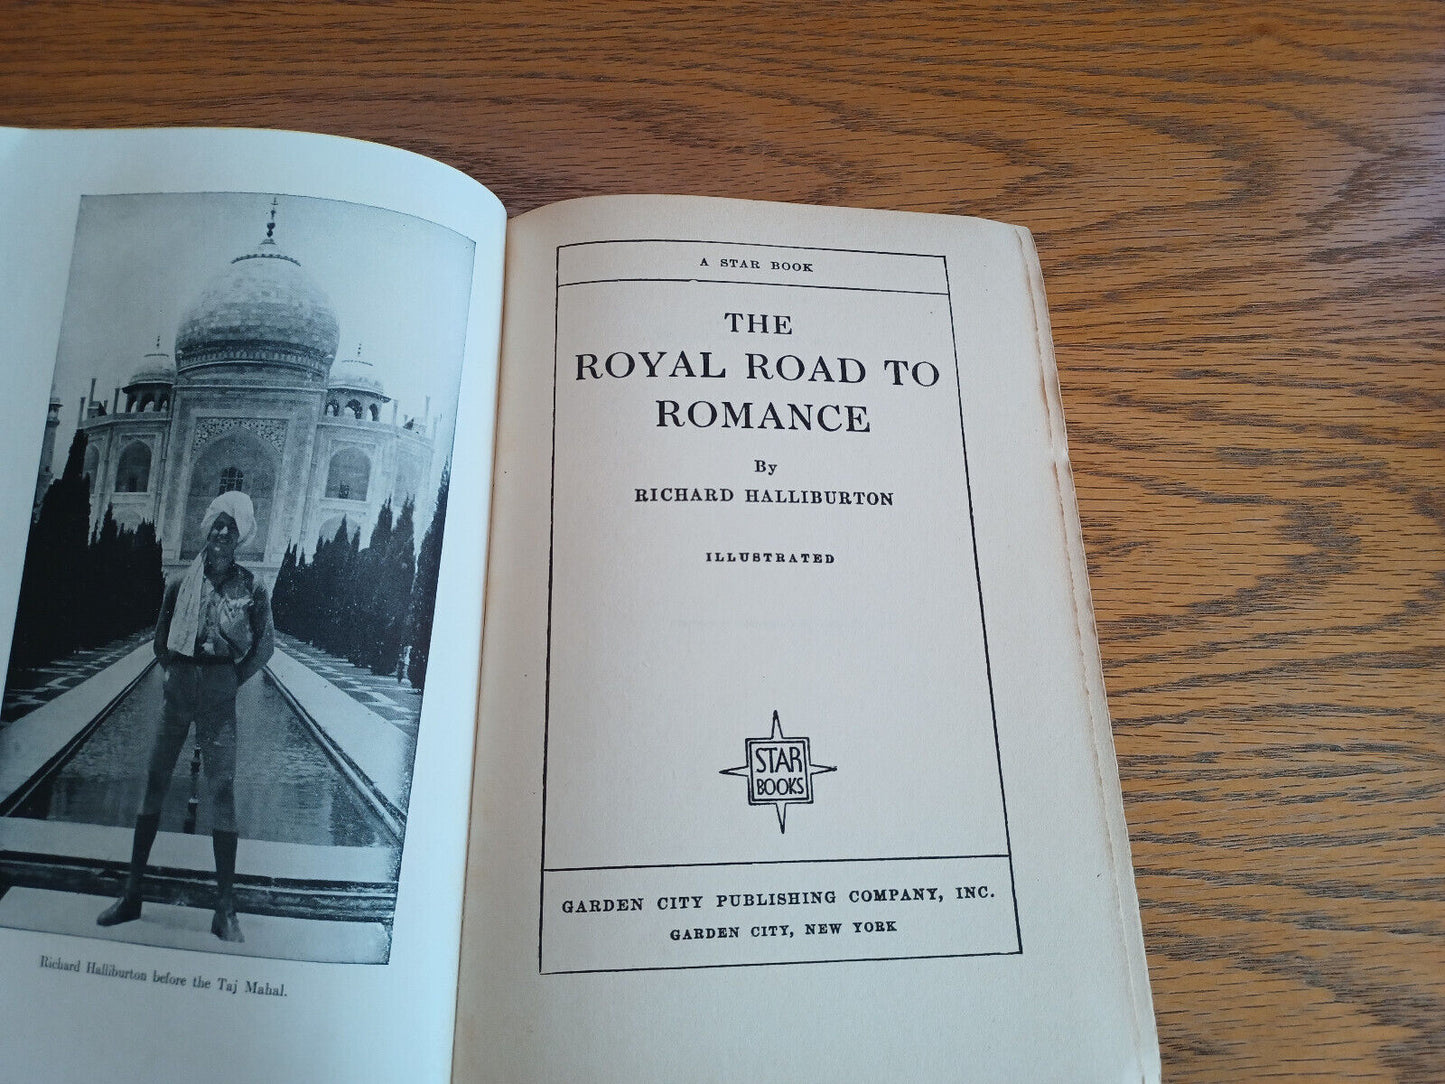 Richard Halliburton before the Taj Mahal.
A STAR BOOK
THE
ROYAL ROAD TO
ROMANCE
By
RICHARD HALLIBURTON
ILLUSTRATED
STAR
BOOKS
GARDEN CITY PUBLISHING COMPANY, INC.
GARDEN CITY, NEW YORK